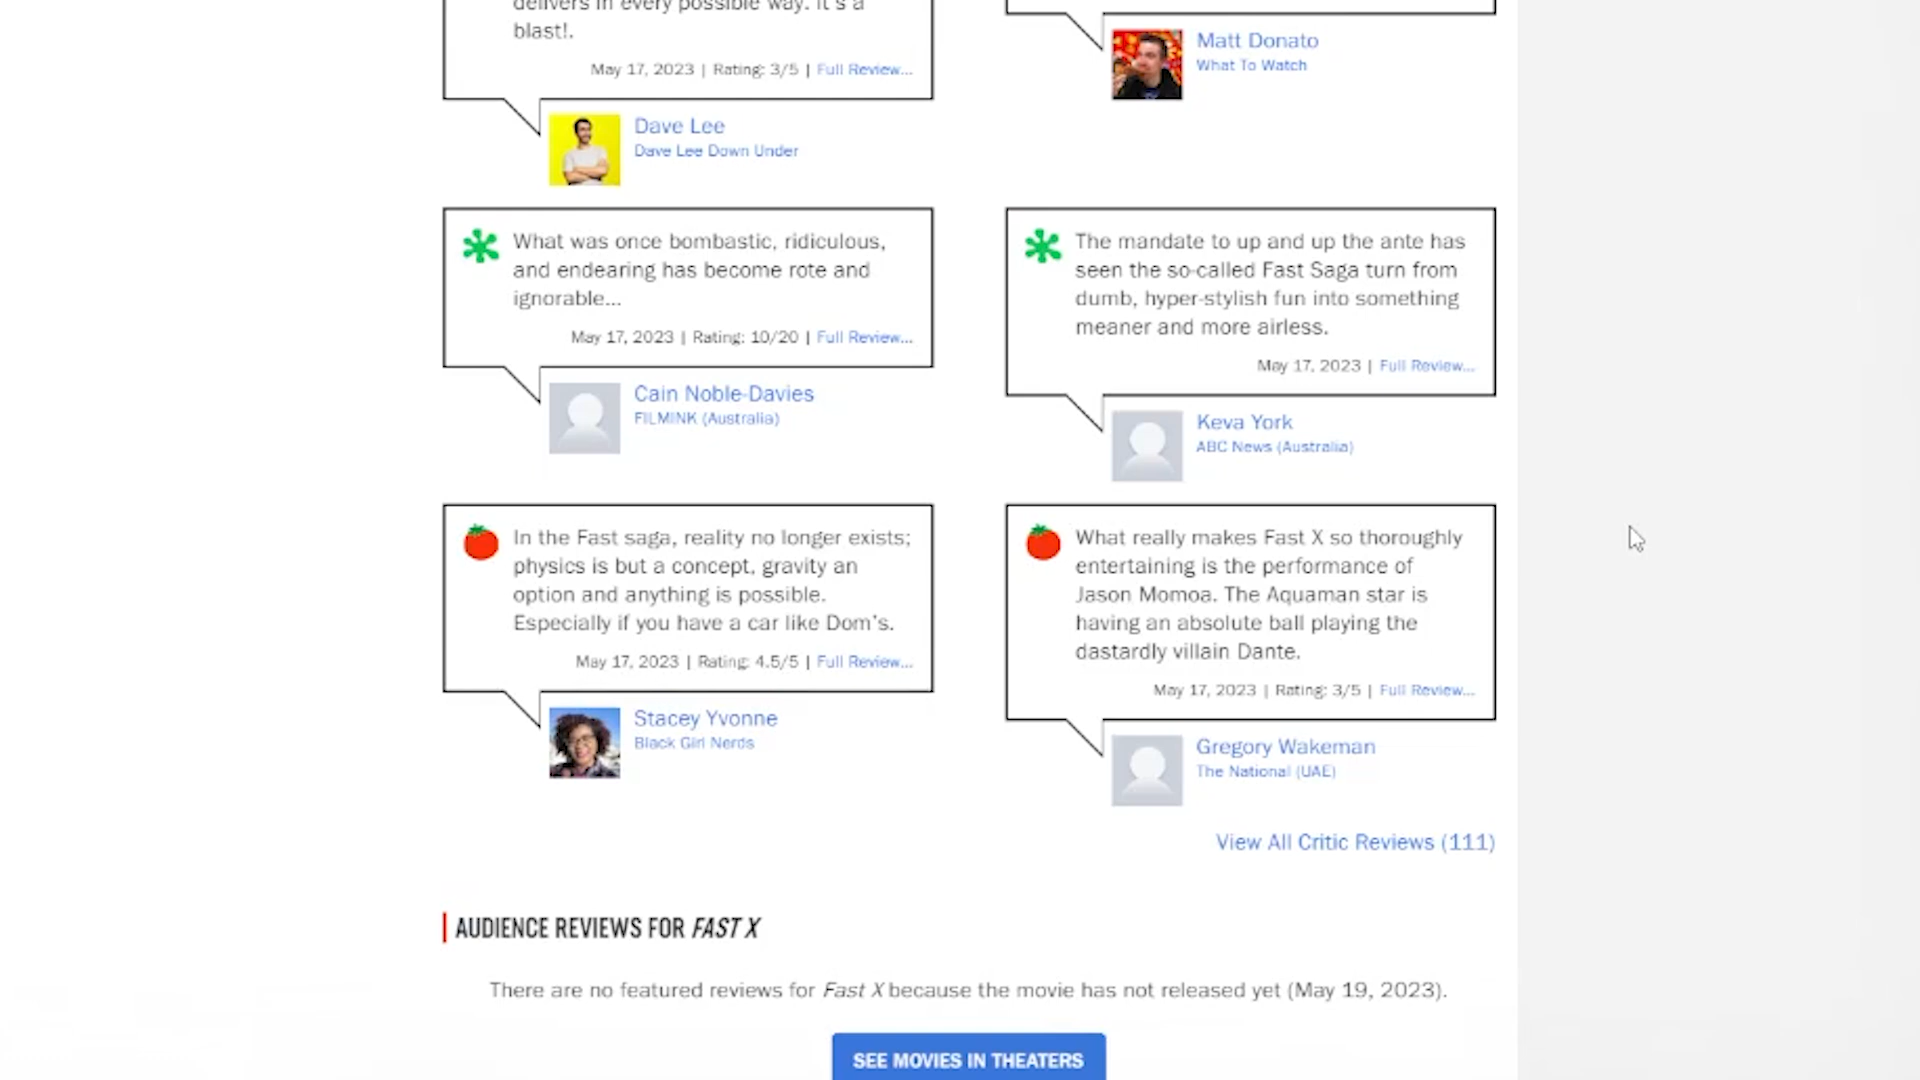 delivers in every possible way. It's a
blast!.
May 17, 2023 | Rating: 3/5 | Full Review...
Dave Lee
Dave Lee Down Under
Matt Donato
What To Watch
What was once bombastic, ridiculous,
and endearing has become rote and
ignorable...
May 17, 2023 | Rating: 10/20 | Full Review...
Cain Noble-Davies
FILMINK (Australia)
The mandate to up and up the ante has
seen the so-called Fast Saga turn from
dumb, hyper-stylish fun into something
meaner and more airless.
May 17, 2023 | Full Review...
Keva York
ABC News (Australia)
In the Fast saga, reality no longer exists;
physics is but a concept, gravity an
option and anything is possible.
Especially if you have a car like Dom's.
May 17, 2023 | Rating: 4.5/5 | Full Review...
Stacey Yvonne
Black Girl Nerds
What really makes Fast X so thoroughly
entertaining is the performance of
Jason Momoa. The Aquaman star is
having an absolute ball playing the
dastardly villain Dante.
May 17, 2023 | Rating: 3/5 | Full Review...
Gregory Wakeman
The National (UAE)
View All Critic Reviews (111)
AUDIENCE REVIEWS FOR FAST X
There are no featured reviews for Fast X because the movie has not released yet (May 19, 2023).
SEE MOVIES IN THEATERS